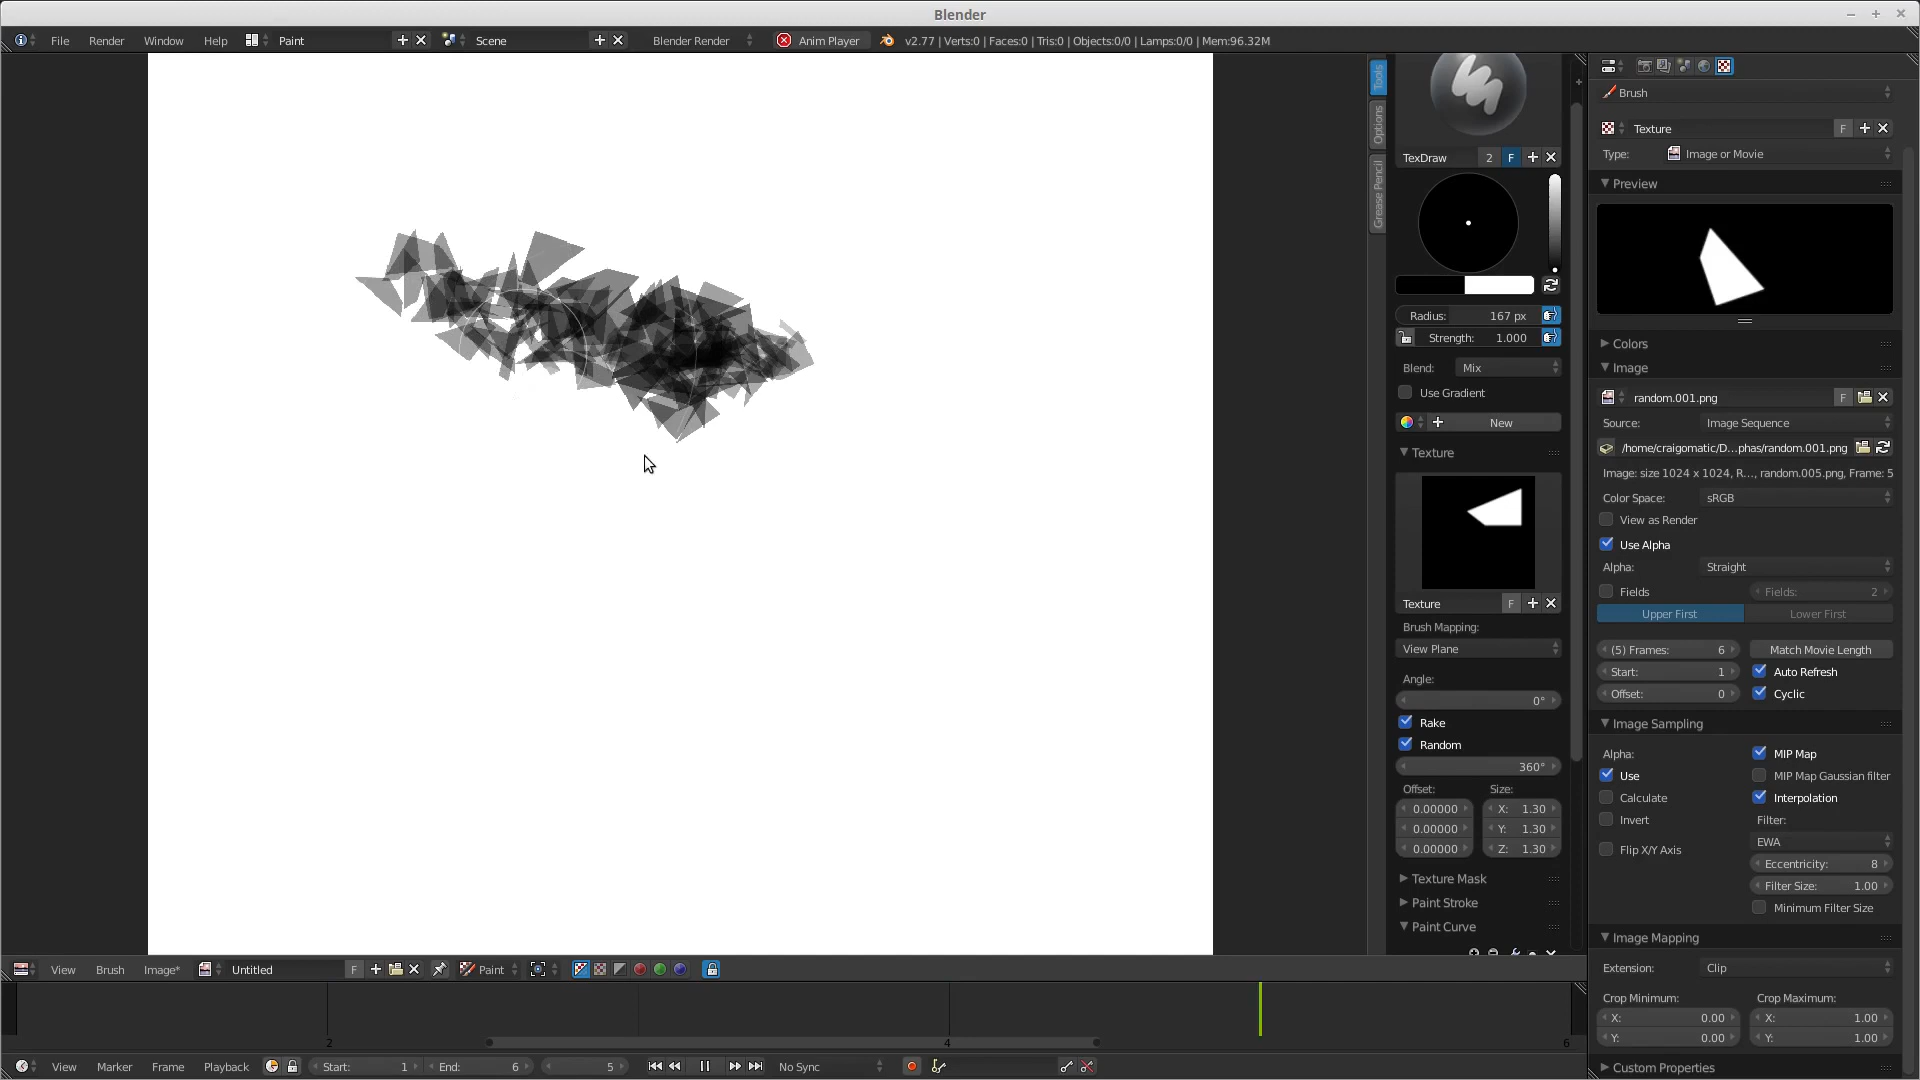 Blender
File Render Window Help Paint Scene Blender Render Anim Player v2.77 | Verts:0 | Faces:0 | Tris:0 | Objects:0/0 | Lamps:0/0 | Mem:96.32M
Tools
Options
Grease Pencil
TexDraw 2 F
Radius: 167 px
Strength: 1.000
Blend: Mix
Use Gradient
New
Texture
Texture F
Brush Mapping:
View Plane
Angle:
0°
Rake
Random
360°
Offset: Size:
0.00000 X: 1.30
0.00000 Y: 1.30
0.00000 Z: 1.30
Texture Mask
Paint Stroke
Paint Curve
Brush
Texture F
Type: Image or Movie
Preview
Colors
Image
random.001.png F
Source: Image Sequence
/home/craigomatic/D...phas/random.001.png
Image: size 1024 x 1024, R..., random.005.png, Frame: 5
Color Space: sRGB
View as Render
Use Alpha
Alpha: Straight
Fields Fields: 2
Upper First Lower First
(5) Frames: 6 Match Movie Length
Start: 1 Auto Refresh
Offset: 0 Cyclic
Image Sampling
Alpha: MIP Map
Use MIP Map Gaussian filter
Calculate Interpolation
Invert Filter:
EWA
Flip X/Y Axis
Eccentricity: 8
Filter Size: 1.00
Minimum Filter Size
Image Mapping
Extension: Clip
Crop Minimum: Crop Maximum:
X: 0.00 X: 1.00
Y: 0.00 Y: 1.00
Custom Properties
View Brush Image* Untitled F Paint
2 4 6
View Marker Frame Playback Start: 1 End: 6 5 No Sync